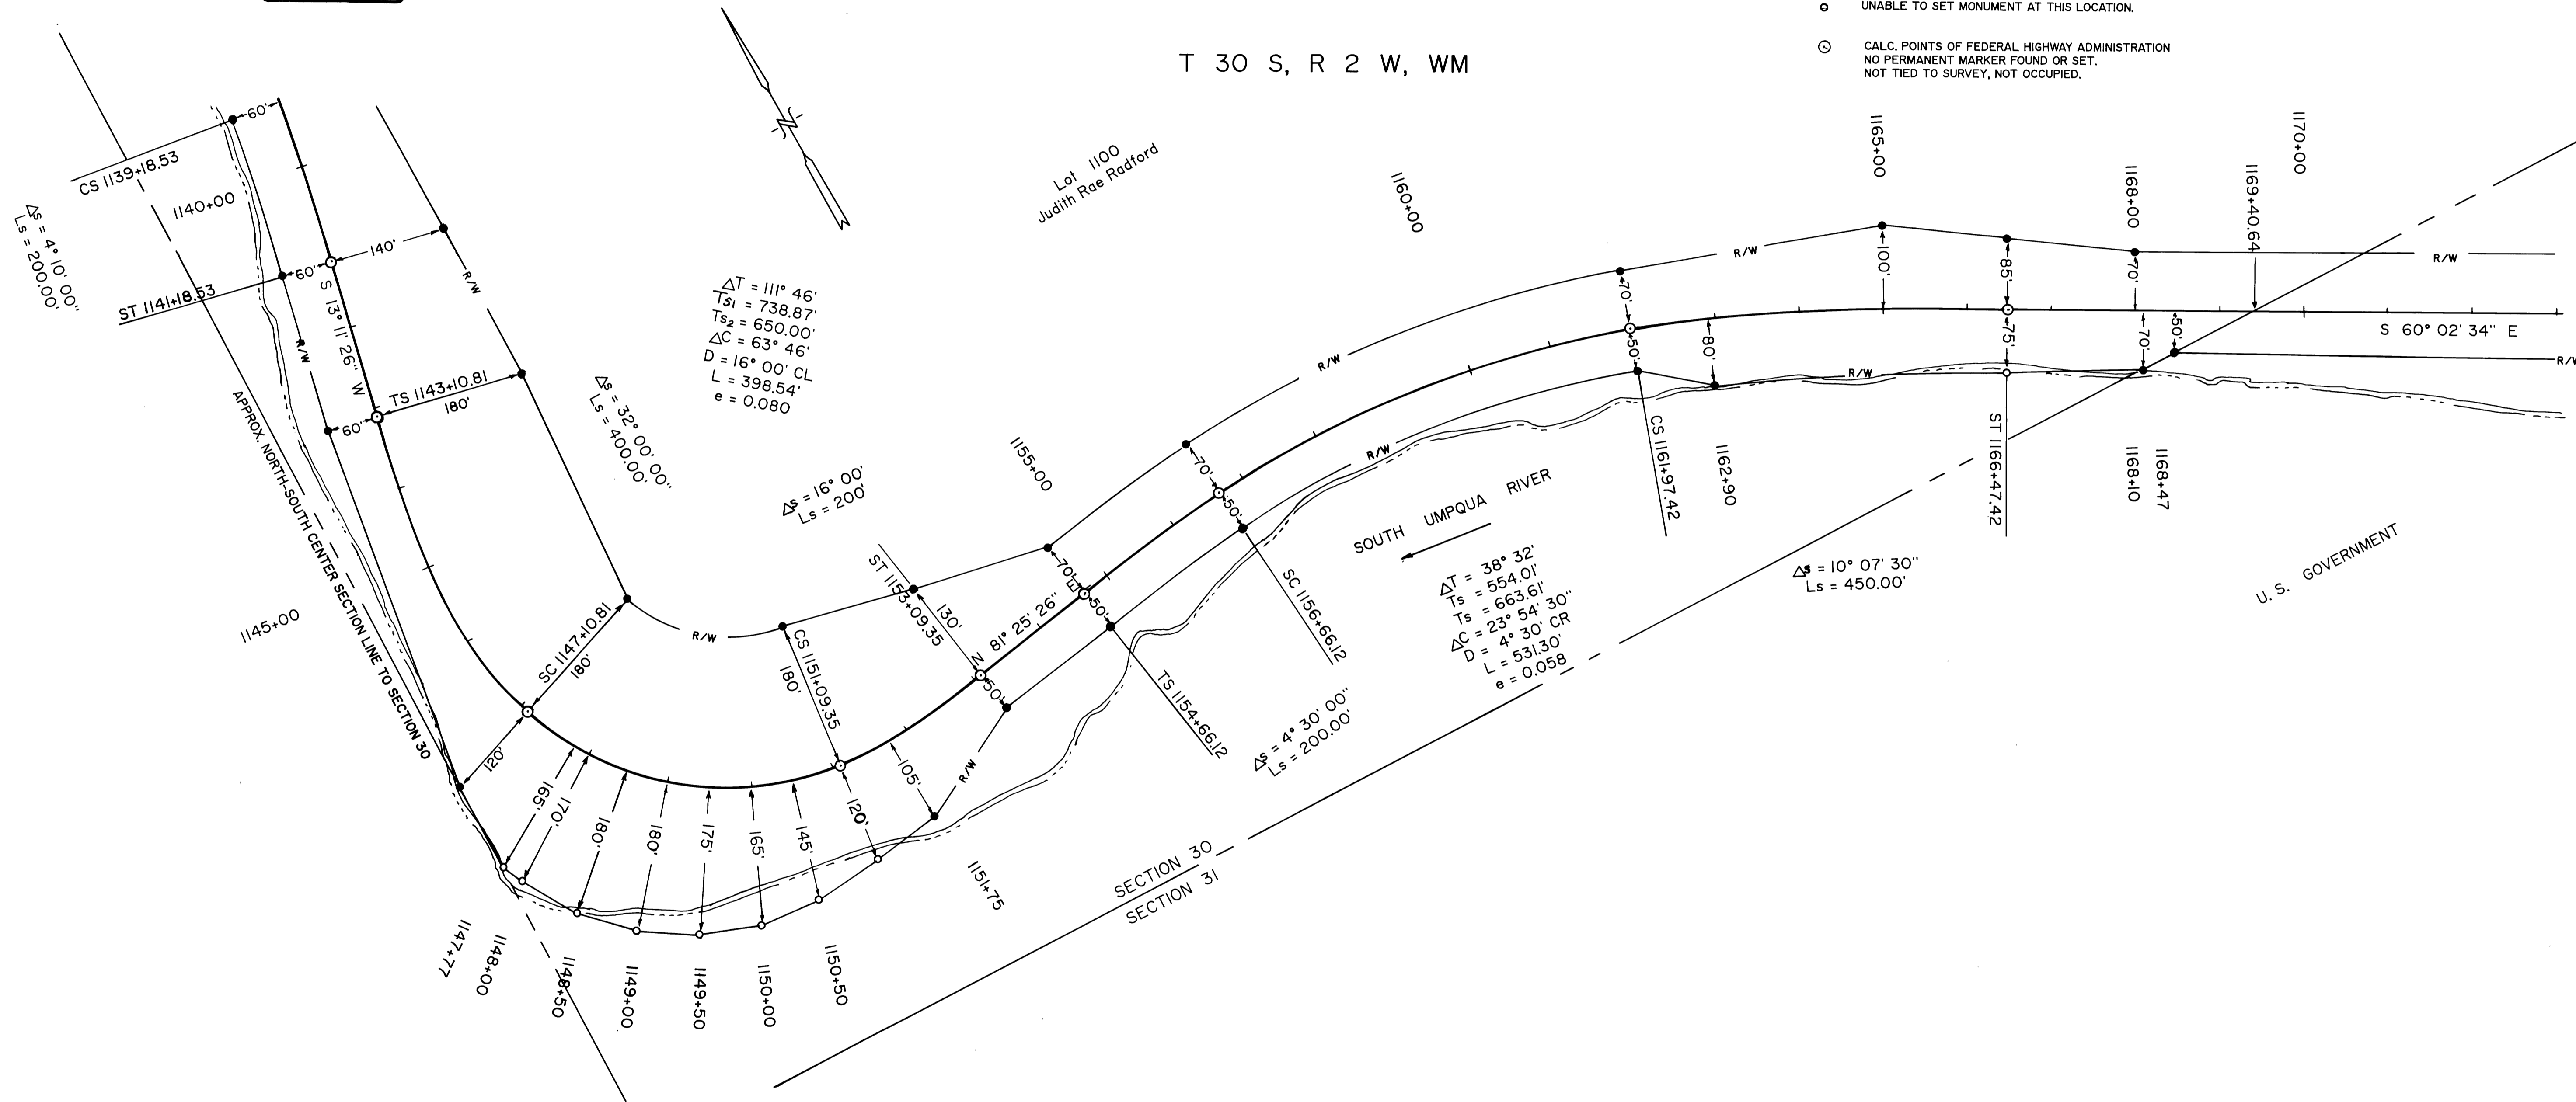 UNABLE TO SET MONUMENT AT THIS LOCATION.
CALC. POINTS OF FEDERAL HIGHWAY ADMINISTRATION
NO PERMANENT MARKER FOUND OR SET.
NOT TIED TO SURVEY, NOT OCCUPIED.
T 30 S, R 2 W, WM
Lot 1100
Judith Rae Radford
60'
CS 1139+18.53
1140+00
Δs = 4° 10' 00"
Ls = 200.00'
140'
60'
ST 1141+18.53
S 13° 11' 26" W
R/W
R/W
TS 1143+10.81
180'
60'
APPROX. NORTH-SOUTH CENTER SECTION LINE TO SECTION 30
1145+00
Δs = 32° 00' 00"
Ls = 400.00'
ΔT = 111° 46'
Ts1 = 738.87'
Ts2 = 650.00'
ΔC = 63° 46'
D = 16° 00' CL
L = 398.54'
e = 0.080
Δs = 16° 00'
Ls = 200'
SC 1147+10.81
180'
120'
R/W
CS 1151+09.35
180'
ST 1153+09.35
130'
50'
N 81° 25' 26" E
1155+00
70'
50'
TS 1154+66.12
70'
50'
SC 1156+66.12
165'
170'
180'
180'
175'
165'
145'
120'
105'
R/W
1147+77
1148+00
1148+50
1149+00
1149+50
1150+00
1150+50
1151+75
Δs = 4° 30' 00"
Ls = 200.00'
SECTION 30
SECTION 31
R/W
R/W
1160+00
SOUTH UMPQUA RIVER
ΔT = 38° 32'
Ts = 554.01'
Ts = 663.61'
ΔC = 23° 54' 30"
D = 4° 30' CR
L = 531.30'
e = 0.058
70'
50'
CS 1161+97.42
80'
1162+90
R/W
R/W
1165+00
100'
85'
75'
ST 1166+47.42
Δs = 10° 07' 30"
Ls = 450.00'
1168+00
70'
70'
50'
1168+10
1168+47
1169+40.64
1170+00
R/W
S 60° 02' 34" E
R/W
U. S. GOVERNMENT